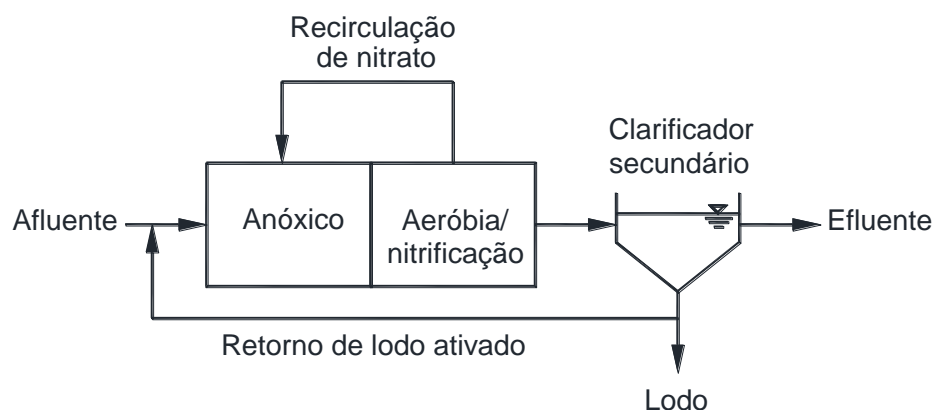 Recirculação
de nitrato
Clarificador
secundário
Afluente
Anóxico
Aeróbia/
nitrificação
Efluente
Retorno de lodo ativado
Lodo